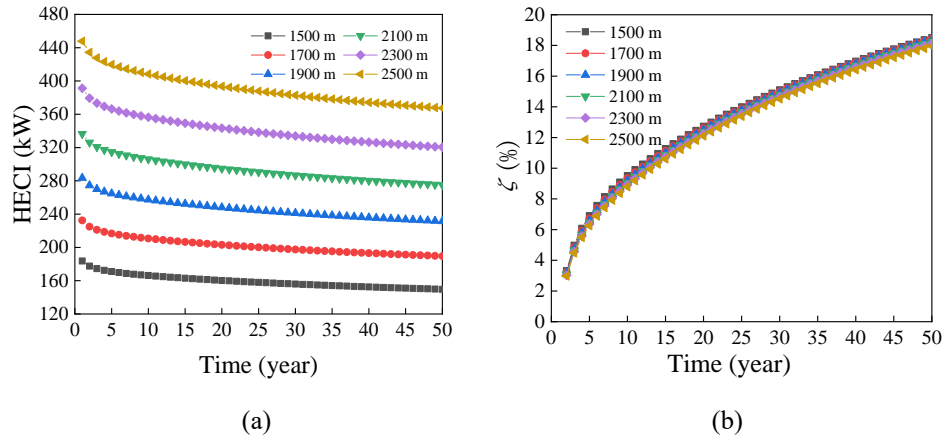 480
440
400
360
320
280
240
200
160
120
HECI (kW)
1500 m
1700 m
1900 m
2100 m
2300 m
2500 m
0 5 10 15 20 25 30 35 40 45 50
Time (year)
(a)
20
18
16
14
12
10
8
6
4
2
0
ζ (%)
1500 m
1700 m
1900 m
2100 m
2300 m
2500 m
0 5 10 15 20 25 30 35 40 45 50
Time (year)
(b)